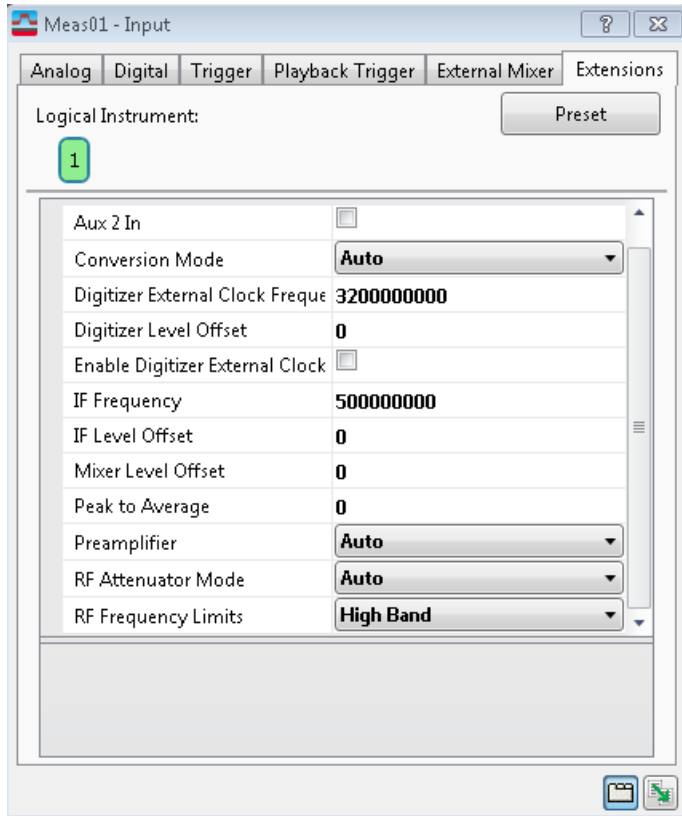 Meas01 - Input
Analog Digital Trigger Playback Trigger External Mixer Extensions
Logical Instrument: Preset
1
Aux 2 In
Conversion Mode Auto
Digitizer External Clock Freque 3200000000
Digitizer Level Offset 0
Enable Digitizer External Clock
IF Frequency 500000000
IF Level Offset 0
Mixer Level Offset 0
Peak to Average 0
Preamplifier Auto
RF Attenuator Mode Auto
RF Frequency Limits High Band